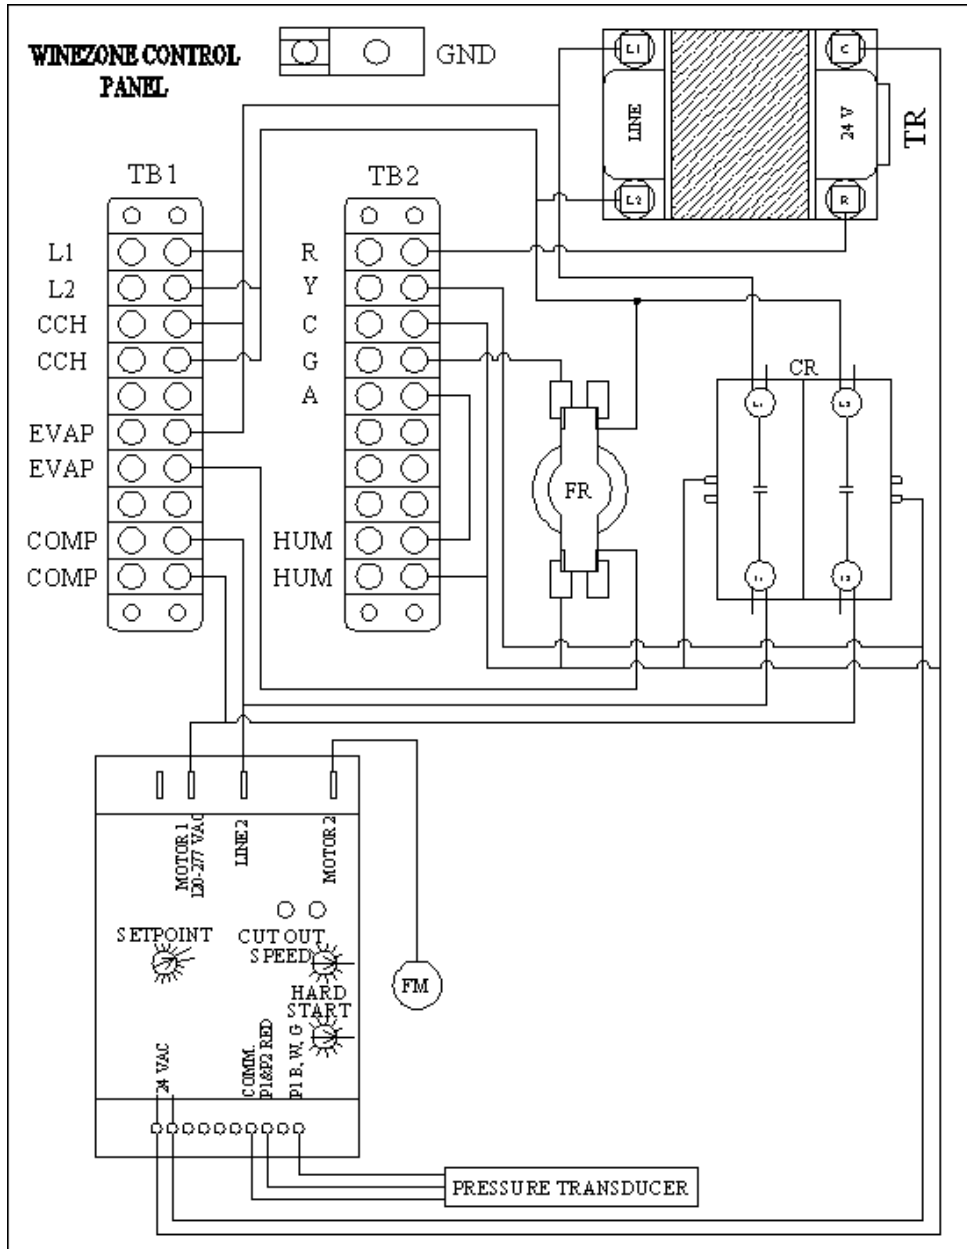 WINEZONE CONTROL
PANEL
GND
L1
C
LINE
24 V
TR
L2
R
TB1
TB2
L1
L2
CCH
CCH
EVAP
EVAP
COMP
COMP
R
Y
C
G
A
HUM
HUM
FR
CR
L1
L2
MOTOR 1
120-277 VAC
LINE 2
MOTOR 2
SETPOINT
CUT OUT
SPEED
HARD
START
FM
24 VAC
COMM.
P1&P2 RED
P1 B, W, G
PRESSURE TRANSDUCER